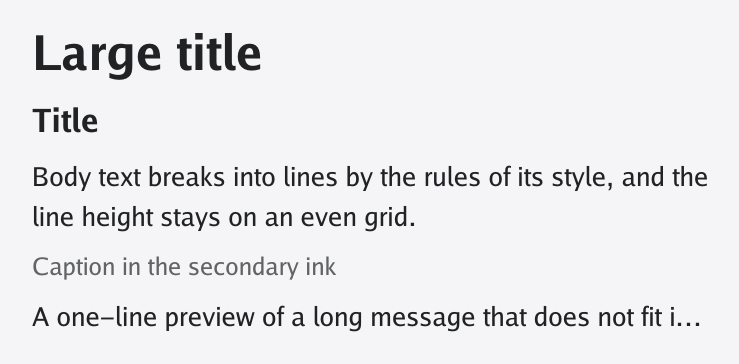 Large title
Title
Body text breaks into lines by the rules of its style, and the
line height stays on an even grid.
Caption in the secondary ink
A one–line preview of a long message that does not fit i…